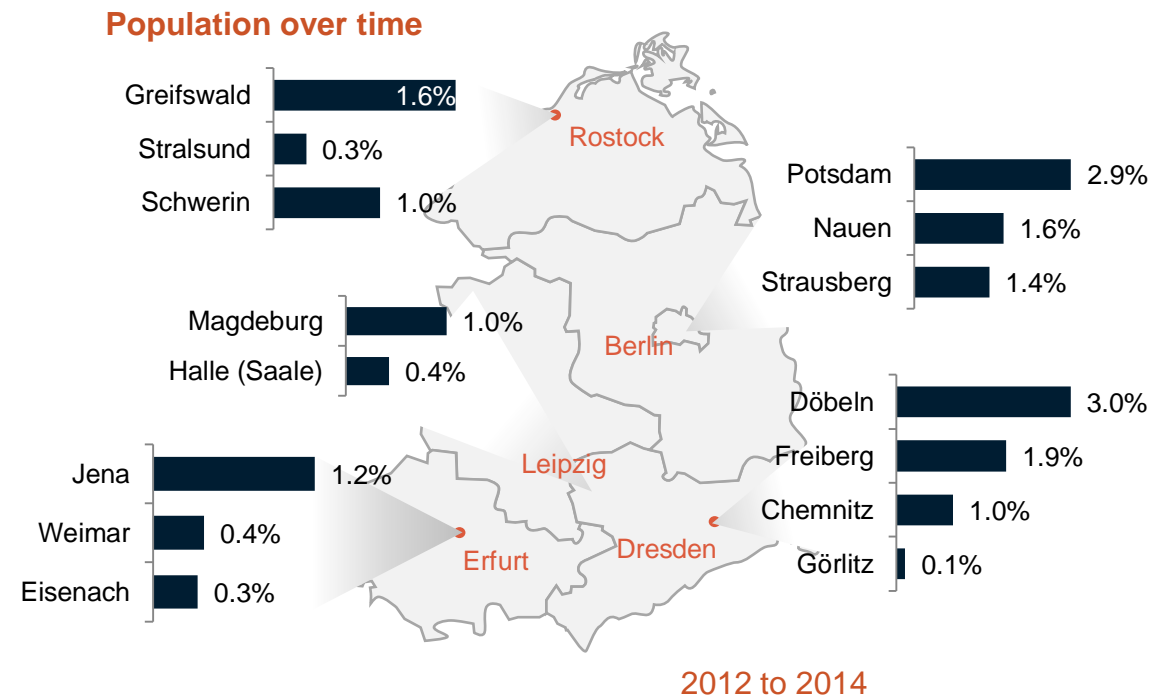 Population over time
Greifswald 1.6%
Stralsund 0.3%
Schwerin 1.0%
Rostock
Potsdam 2.9%
Nauen 1.6%
Strausberg 1.4%
Magdeburg 1.0%
Halle (Saale) 0.4%
Berlin
Döbeln 3.0%
Freiberg 1.9%
Chemnitz 1.0%
Görlitz 0.1%
Leipzig
Jena 1.2%
Weimar 0.4%
Eisenach 0.3%
Erfurt
Dresden
2012 to 2014